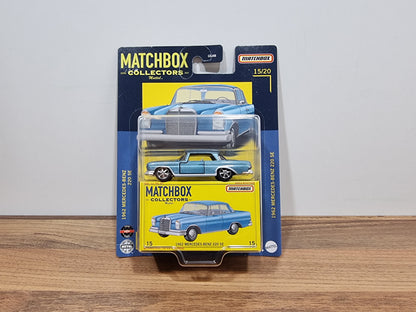 MATCHBOX
COLLECTORS
Mattel
MATCHBOX
15/20
1962 MERCEDES-BENZ
220 SE
1962 MERCEDES-BENZ 220 SE
MATCHBOX
COLLECTORS
MATCHBOX
15
1962 MERCEDES-BENZ 220 SE
15